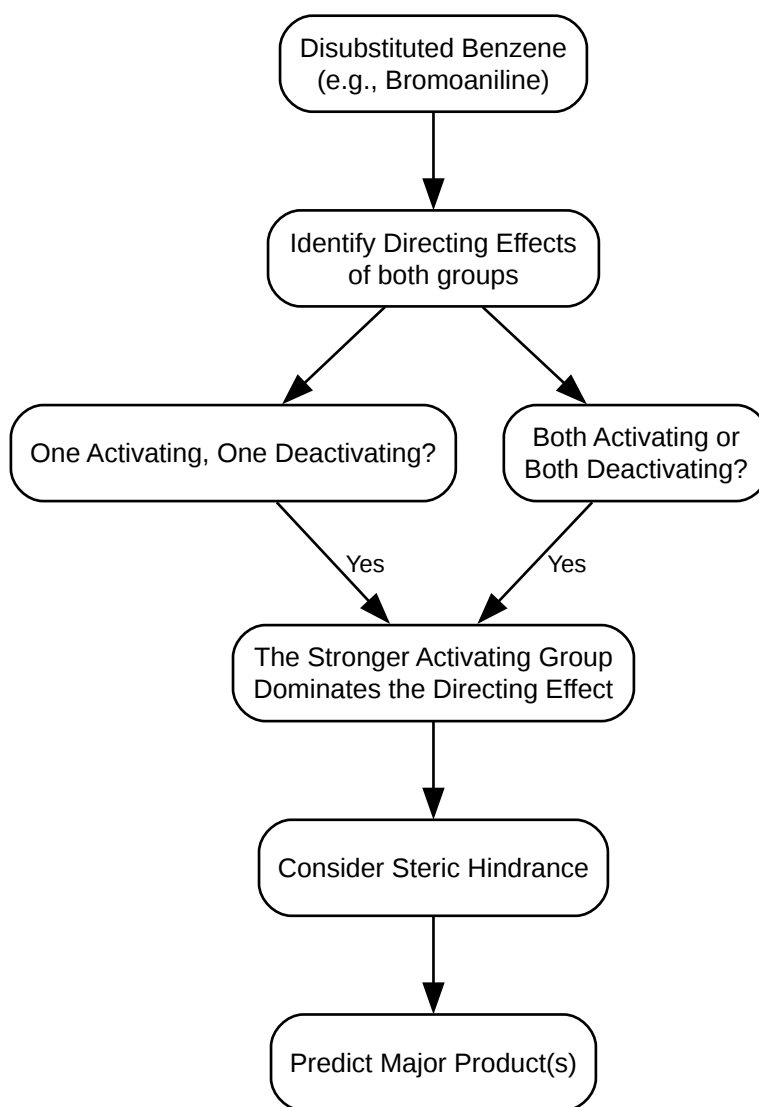 Disubstituted Benzene
(e.g., Bromoaniline)
Identify Directing Effects
of both groups
One Activating, One Deactivating?
Both Activating or
Both Deactivating?
Yes
Yes
The Stronger Activating Group
Dominates the Directing Effect
Consider Steric Hindrance
Predict Major Product(s)